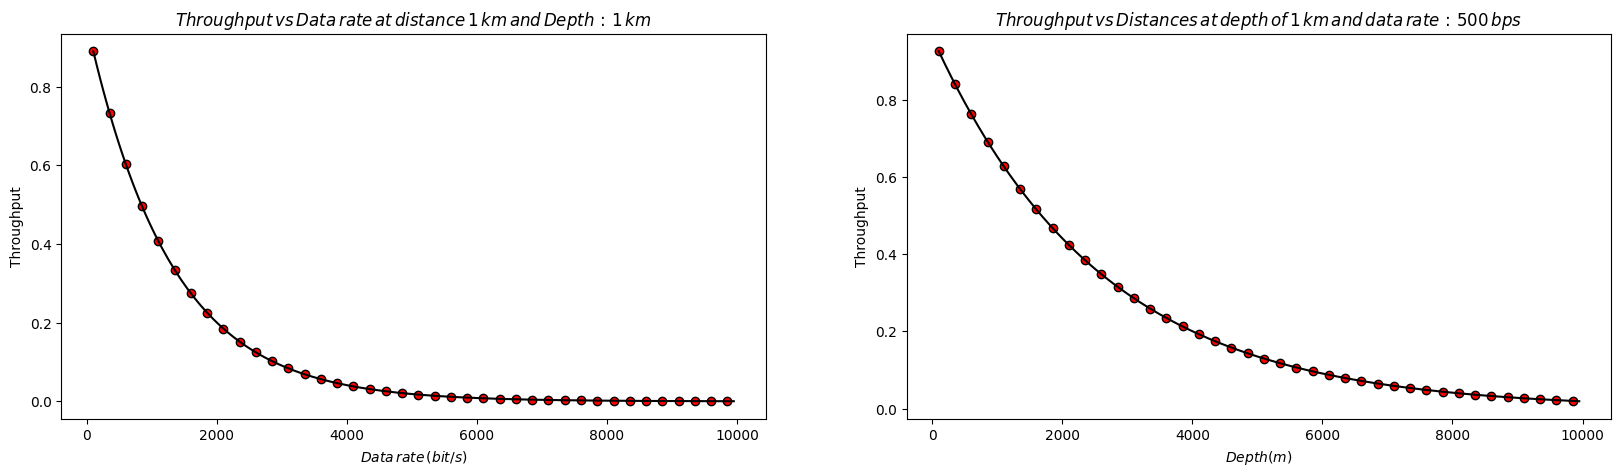 Throughput vs Data rate at distance 1 km and Depth : 1 km
Throughput
0.8
0.6
0.4
0.2
0.0
0 2000 4000 6000 8000 10000
Data rate (bit/s)
Throughput vs Distances at depth of 1 km and data rate : 500 bps
Throughput
0.8
0.6
0.4
0.2
0.0
0 2000 4000 6000 8000 10000
Depth(m)